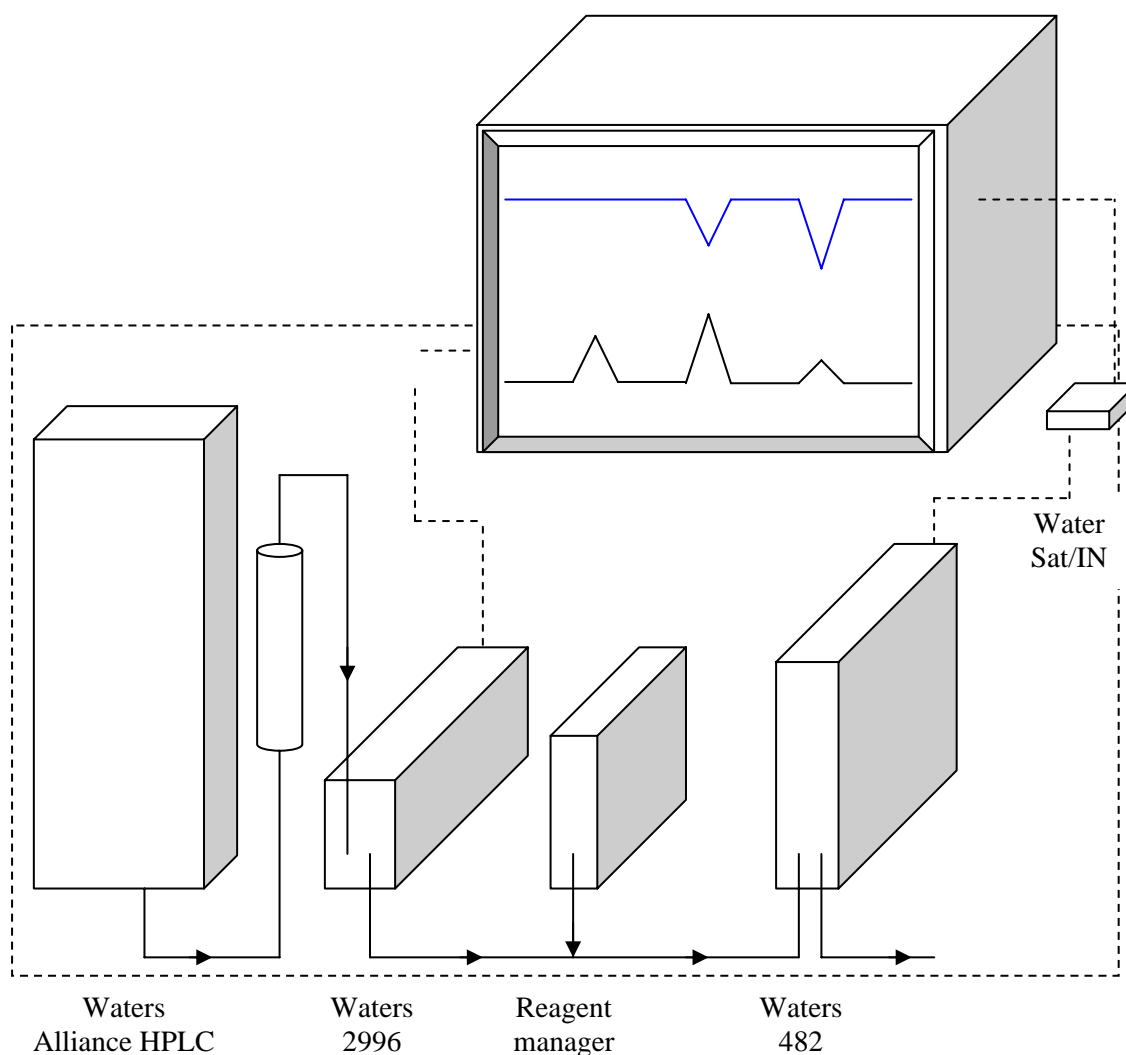 Water
Sat/IN
Waters
Alliance HPLC
Waters
2996
Reagent
manager
Waters
482